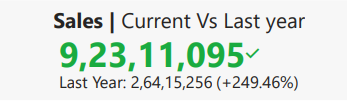 Sales | Current Vs Last year
9,23,11,095✓
Last Year: 2,64,15,256 (+249.46%)